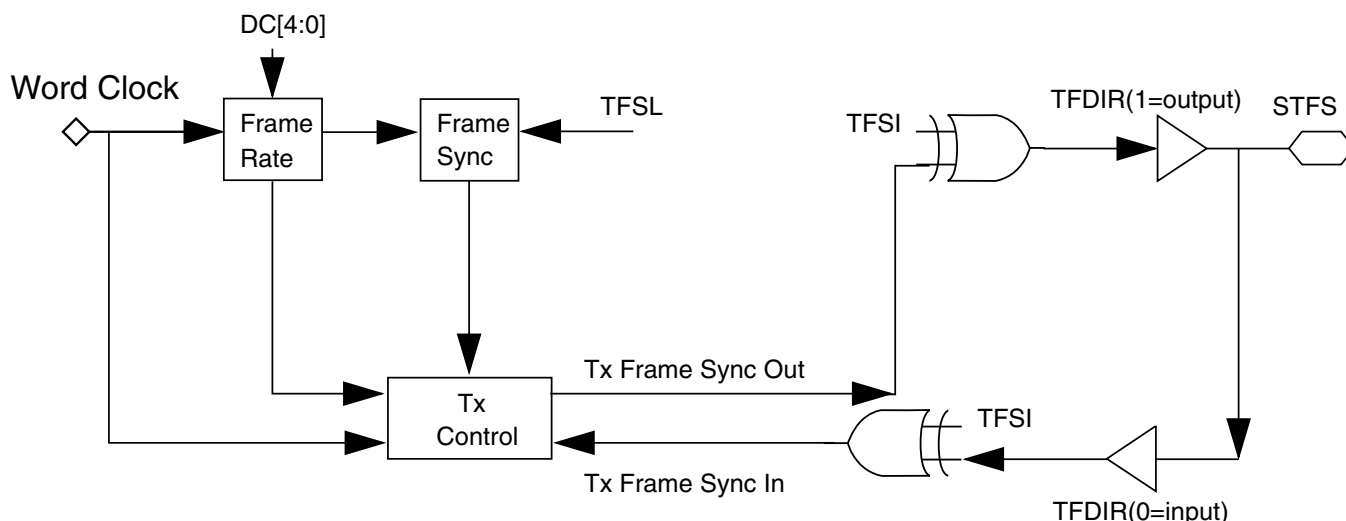 DC[4:0]
Word Clock
Frame
Rate
Frame
Sync
TFSL
TFSI
TFDIR(1=output)
STFS
Tx Frame Sync Out
Tx
Control
TFSI
Tx Frame Sync In
TFDIR(0=input)